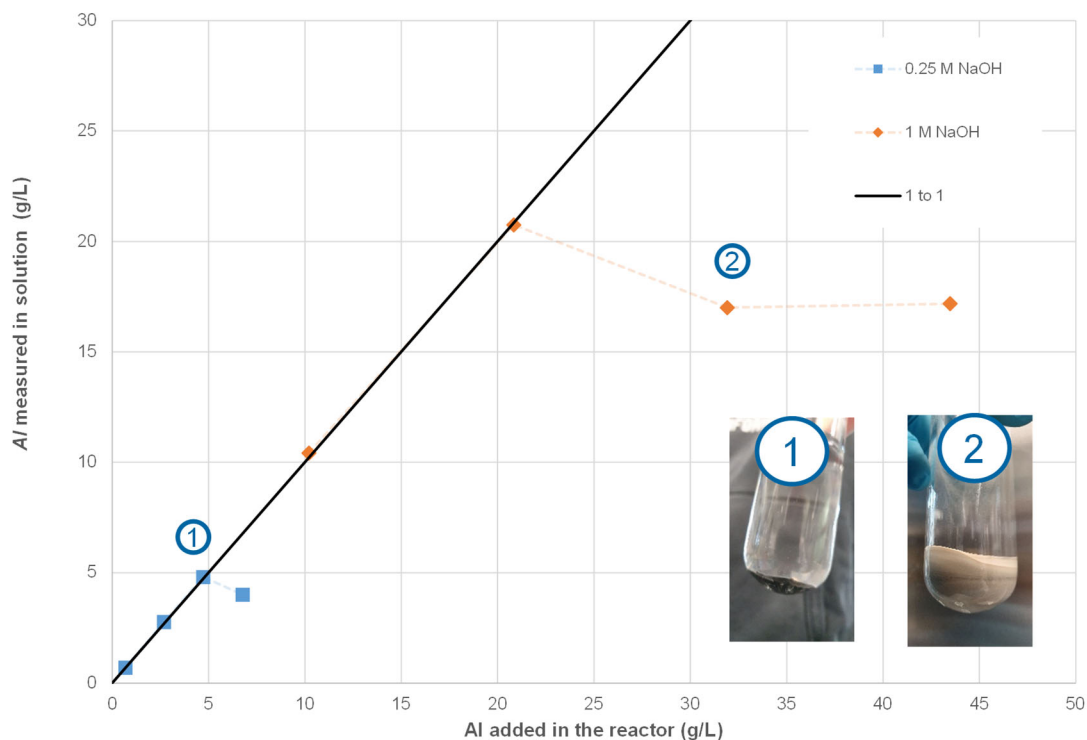 30
25
20
15
10
5
0
0 5 10 15 20 25 30 35 40 45 50
Al measured in solution (g/L)
Al added in the reactor (g/L)
0.25 M NaOH
1 M NaOH
1 to 1
1
2
1
2